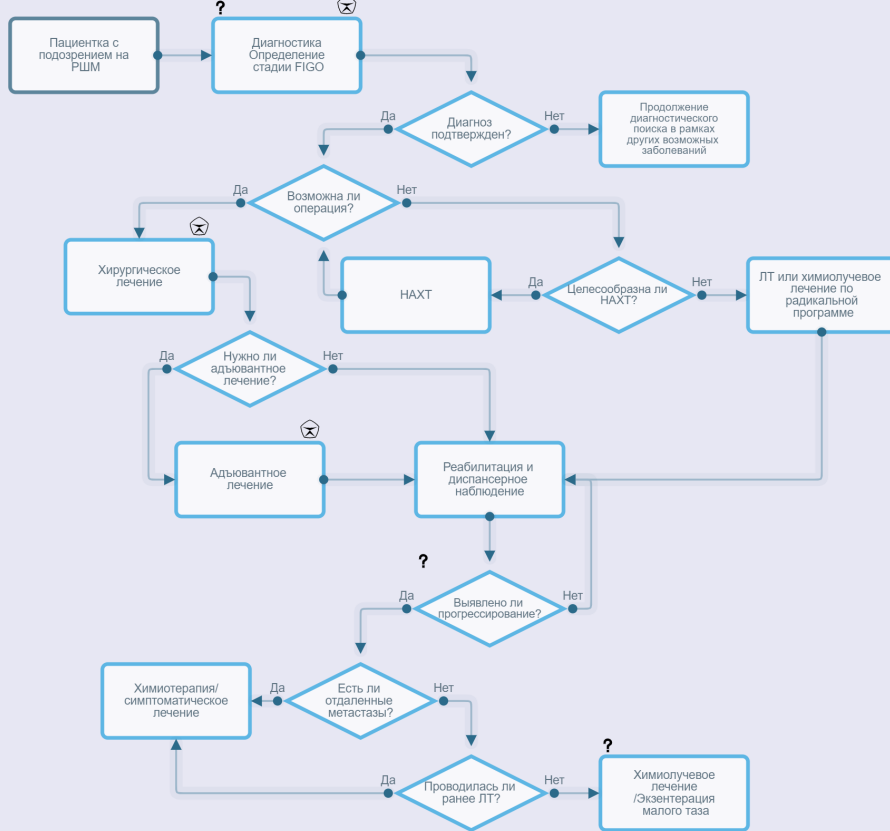 ?
Пациентка с
подозрением на
РШМ
Диагностика
Определение
стадии FIGO
Да
Диагноз
подтвержден?
Нет
Продолжение
диагностического
поиска в рамках
других возможных
заболеваний
Да
Возможна ли
операция?
Нет
Хирургическое
лечение
НАХТ
Да
Целесообразна ли
НАХТ?
Нет
ЛТ или химиолучевое
лечение по
радикальной
программе
Да
Нужно ли
адъювантное
лечение?
Нет
Адъювантное
лечение
Реабилитация и
диспансерное
наблюдение
?
Да
Выявлено ли
прогрессирование?
Нет
Химиотерапия/
симптоматическое
лечение
Да
Есть ли
отдаленные
метастазы?
Нет
?
Да
Проводилась ли
ранее ЛТ?
Нет
Химиолучевое
лечение
/Экзентерация
малого таза